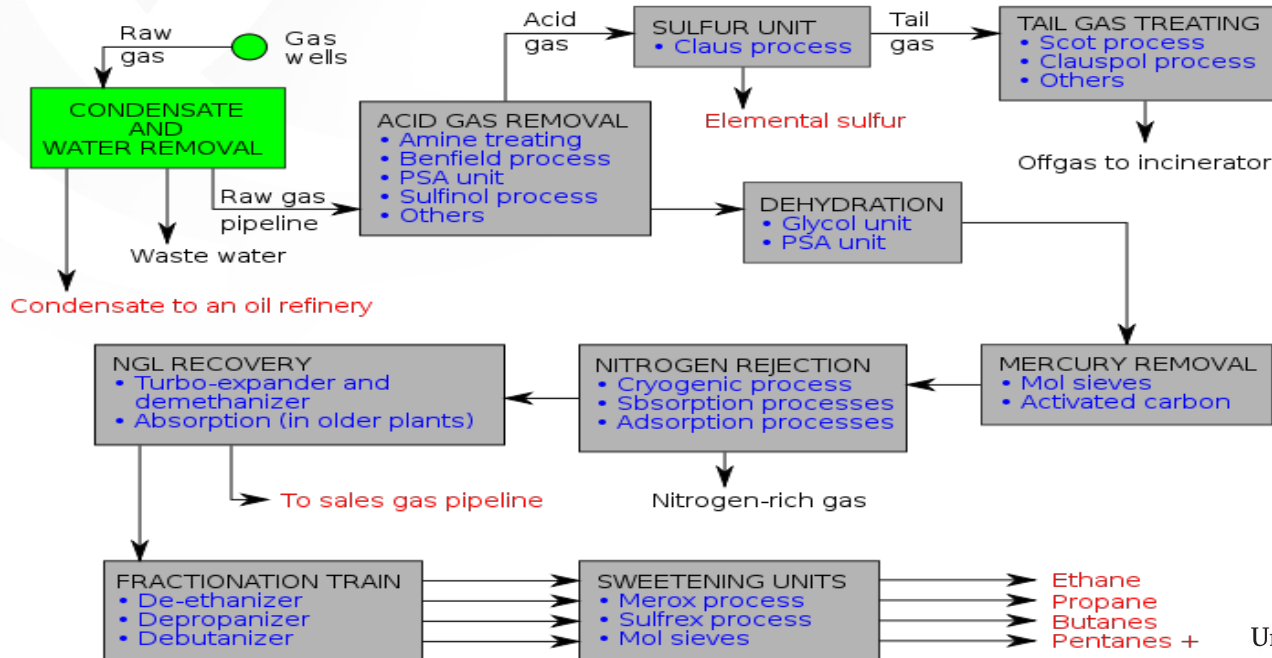 Raw
gas
Gas
wells
CONDENSATE
AND
WATER REMOVAL
Raw gas
pipeline
Waste water
Condensate to an oil refinery
ACID GAS REMOVAL
• Amine treating
• Benfield process
• PSA unit
• Sulfinol process
• Others
Acid
gas
SULFUR UNIT
• Claus process
Elemental sulfur
Tail
gas
TAIL GAS TREATING
• Scot process
• Clauspol process
• Others
Offgas to incinerator
DEHYDRATION
• Glycol unit
• PSA unit
MERCURY REMOVAL
• Mol sieves
• Activated carbon
NITROGEN REJECTION
• Cryogenic process
• Sbsorption processes
• Adsorption processes
Nitrogen-rich gas
NGL RECOVERY
• Turbo-expander and
demethanizer
• Absorption (in older plants)
To sales gas pipeline
FRACTIONATION TRAIN
• De-ethanizer
• Depropanizer
• Debutanizer
SWEETENING UNITS
• Merox process
• Sulfrex process
• Mol sieves
Ethane
Propane
Butanes
Pentanes +